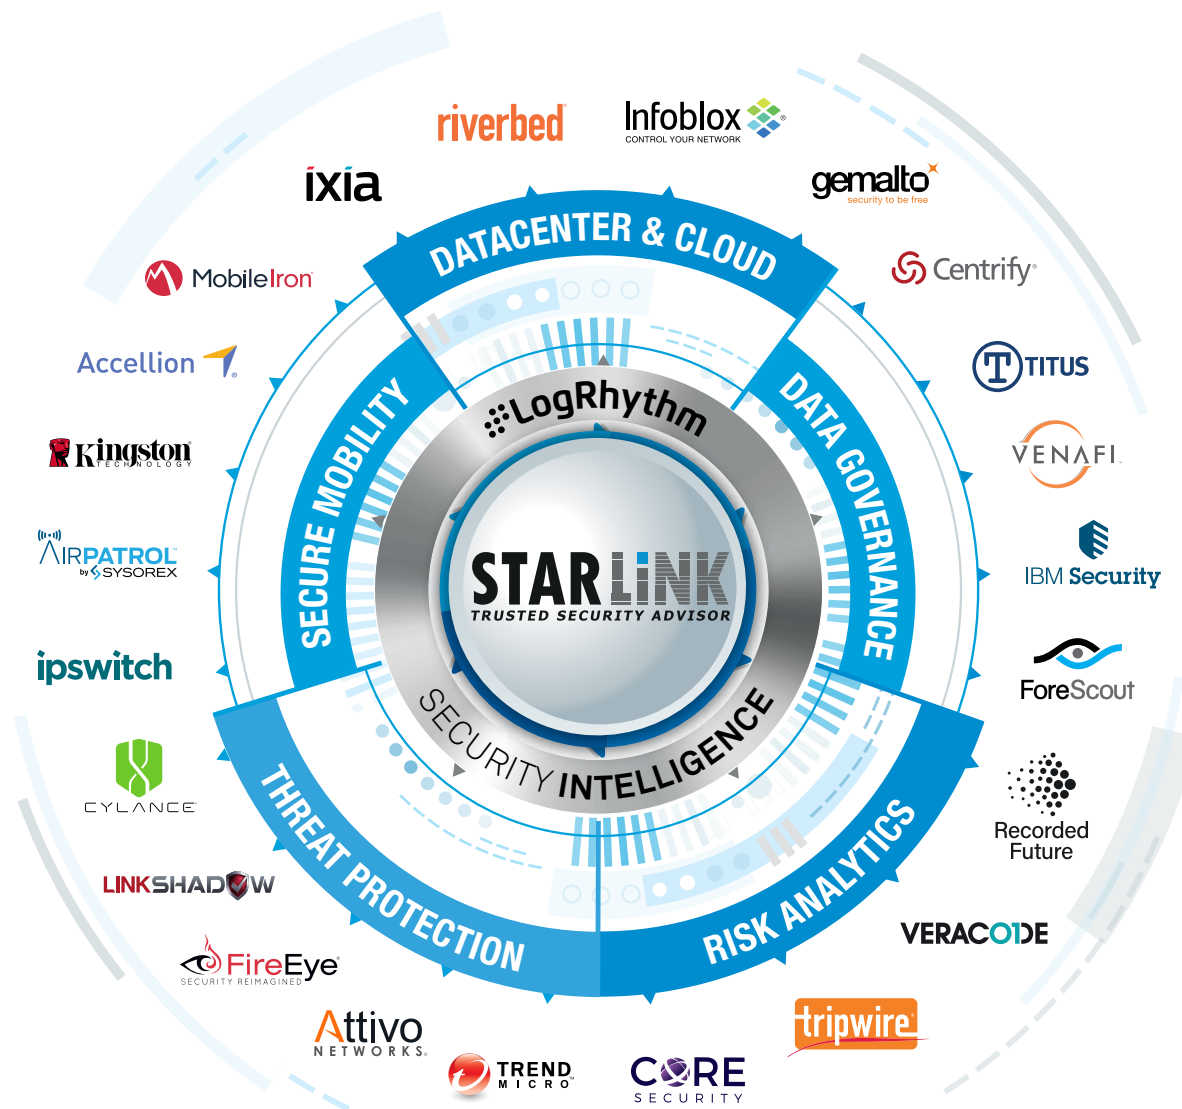 riverbed
Infoblox
CONTROL YOUR NETWORK
ixia
gemalto
security to be free
MobileIron
Centrify
Accellion
TITUS
Kingston
TECHNOLOGY
VENAFI
AIRPATROL
by SYSOREX
IBM Security
ipswitch
ForeScout
CYLANCE
Recorded
Future
LINKSHADOW
VERACODE
FireEye
SECURITY REIMAGINED
Attivo
NETWORKS
tripwire
TREND
MICRO
CORE
SECURITY
DATACENTER & CLOUD
DATA GOVERNANCE
RISK ANALYTICS
THREAT PROTECTION
SECURE MOBILITY
LogRhythm
STARLiNK
TRUSTED SECURITY ADVISOR
SECURITY INTELLIGENCE